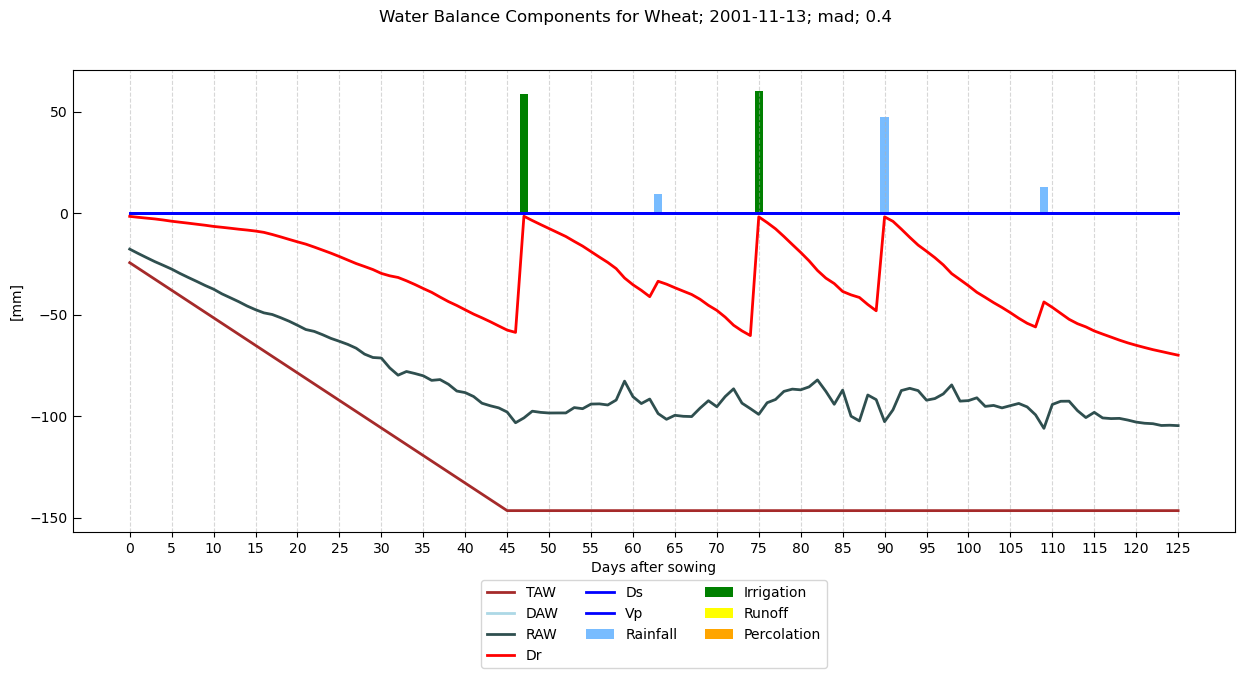 Water Balance Components for Wheat; 2001-11-13; mad; 0.4
50
0
−50
−100
−150
[mm]
0 5 10 15 20 25 30 35 40 45 50 55 60 65 70 75 80 85 90 95 100 105 110 115 120 125
Days after sowing
TAW Ds Irrigation
DAW Vp Runoff
RAW Rainfall Percolation
Dr